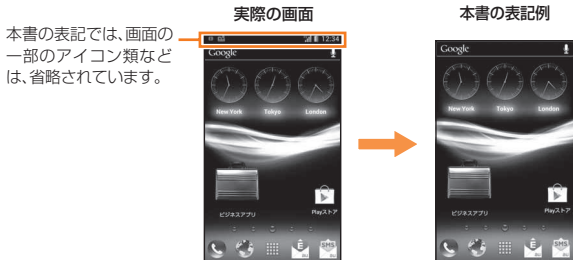 実際の画面
本書の表記例
本書の表記では、画面の
一部のアイコン類など
は、省略されています。
12:34
Google
New York Tokyo London
ビジネスアプリ
Playストア
E
SMS
au
au
Google
New York Tokyo London
ビジネスアプリ
Playストア
E
SMS
au
au